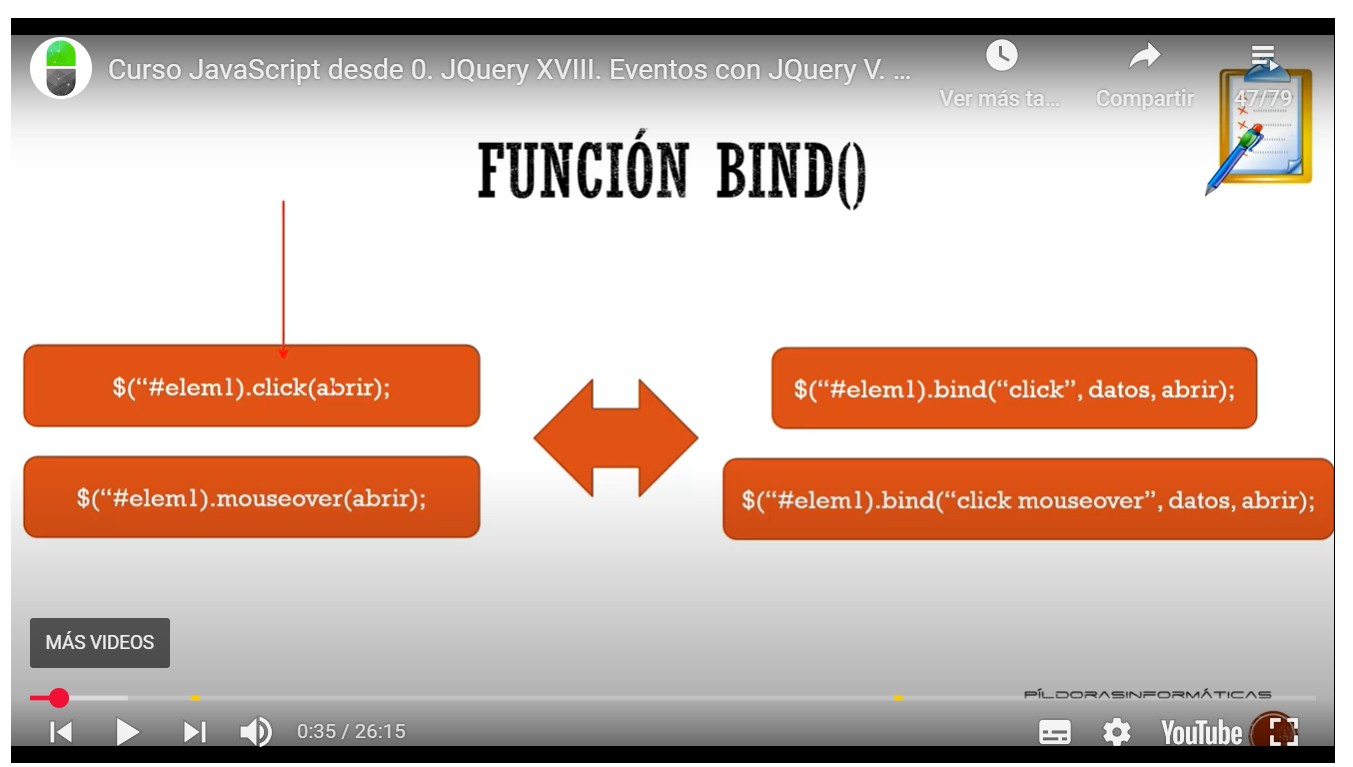 Curso JavaScript desde 0. JQuery XVIII. Eventos con JQuery V. ...
Ver más ta...
Compartir
47/79
FUNCIÓN BIND()
$(“#elem1).click(abrir);
$(“#elem1).bind(“click”, datos, abrir);
$(“#elem1).mouseover(abrir);
$(“#elem1).bind(“click mouseover”, datos, abrir);
MÁS VIDEOS
PÍLDORASINFORMÁTICAS
0:35 / 26:15
YouTube